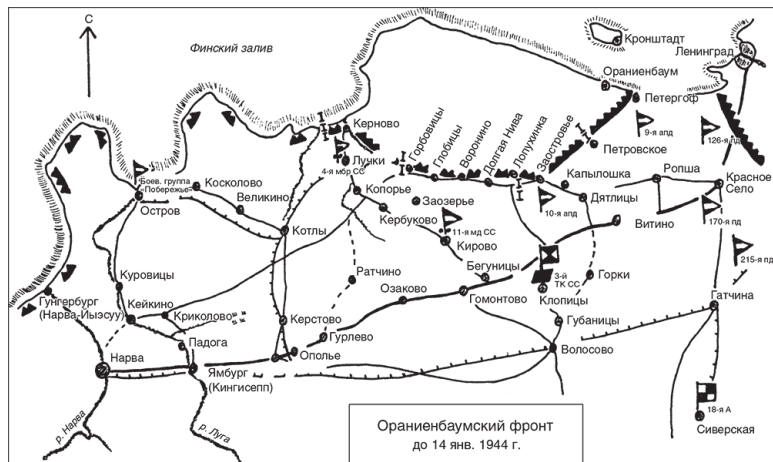 С
Финский залив
Кронштадт
Ленинград
Ораниенбаум
Петергоф
Керново
Горбовицы
Глобицы
Воронино
Долгая Нива
Лопухинка
Заостровье
Петровское
9-я апд
126-я пд
Лучки
4-я мбр СС
Боев. группа
«Побережье»
Остров
Косколово
Великино
Котлы
Копорье
Заозерье
Кербуково
11-я мд СС
Кирово
10-я апд
Капылошка
Дятлицы
Ропша
Красное
Село
170-я пд
Витино
215-я пд
Куровицы
Гунгербург
(Нарва-Йыэсуу)
Кейкино
Криколово
Падога
Ратчино
Керстово
Гурлево
Озаково
Бегуницы
Гомонтово
3-й
ТК СС
Клопицы
Горки
Губаницы
Гатчина
Нарва
Ямбург
(Кингисепп)
Ополье
Волосово
р. Нарва
р. Луга
18-я А
Сиверская
Ораниенбаумский фронт
до 14 янв. 1944 г.